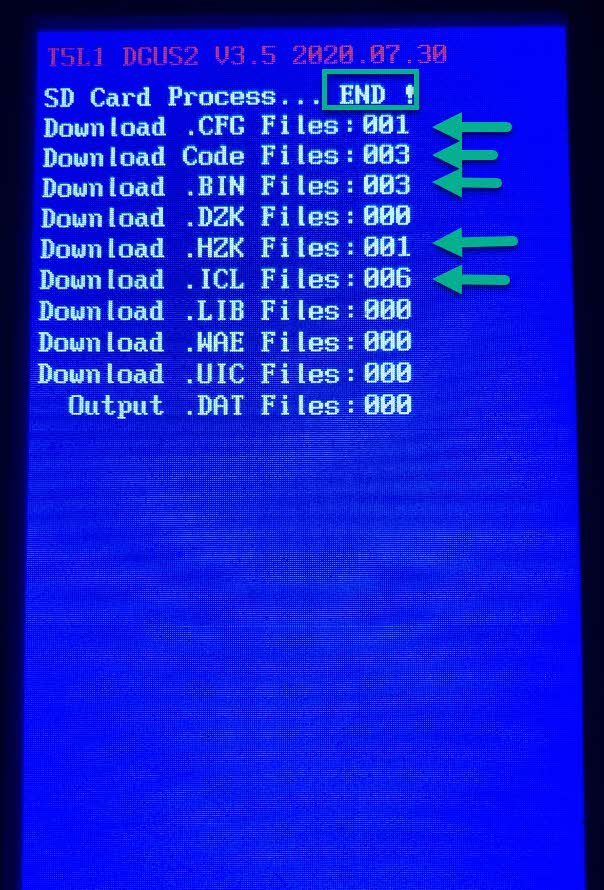 T5L1 DGUS2 V3.5 2020.07.30
SD Card Process... END !
Download .CFG Files:001
Download Code Files:003
Download .BIN Files:003
Download .DZK Files:000
Download .HZK Files:001
Download .ICL Files:006
Download .LIB Files:000
Download .WAE Files:000
Download .UIC Files:000
Output .DAT Files:000